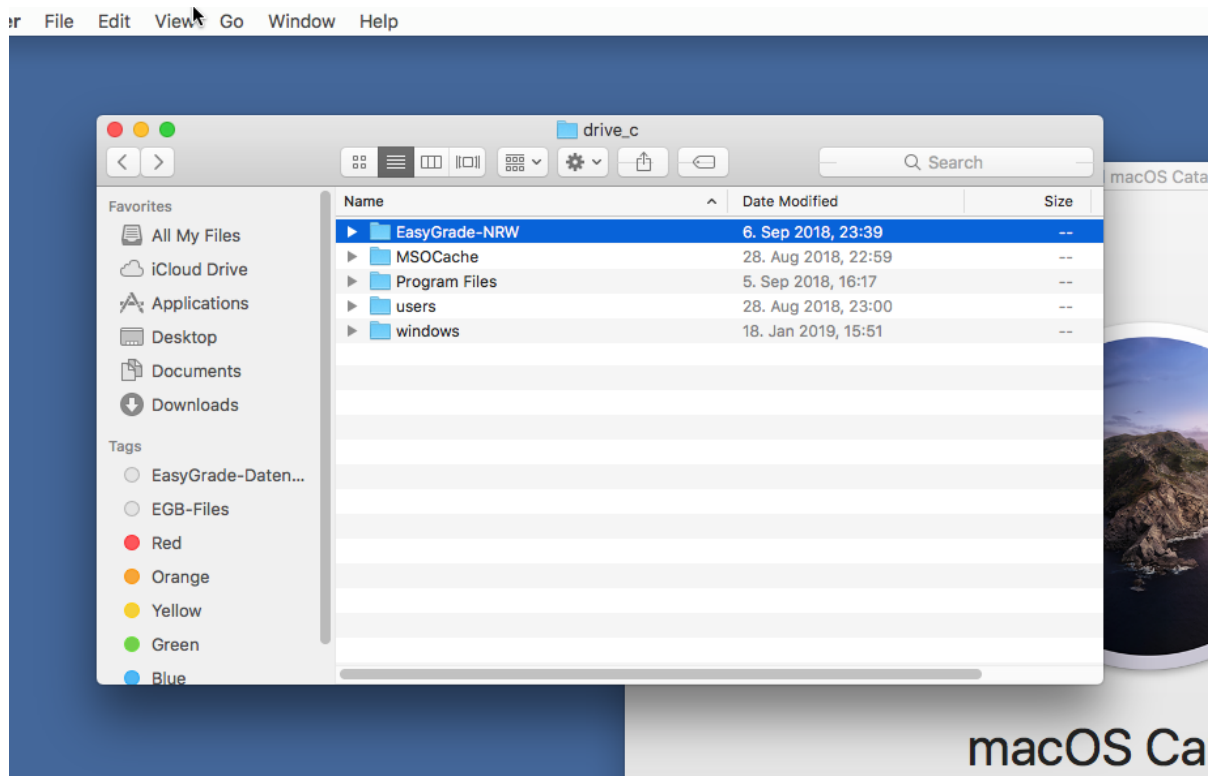 er File Edit View Go Window Help
drive_c
Search
macOS Cata
Favorites
All My Files
iCloud Drive
Applications
Desktop
Documents
Downloads
Tags
EasyGrade-Daten...
EGB-Files
Red
Orange
Yellow
Green
Blue
Name Date Modified Size
EasyGrade-NRW 6. Sep 2018, 23:39 --
MSOCache 28. Aug 2018, 22:59 --
Program Files 5. Sep 2018, 16:17 --
users 28. Aug 2018, 23:00 --
windows 18. Jan 2019, 15:51 --
macOS Ca